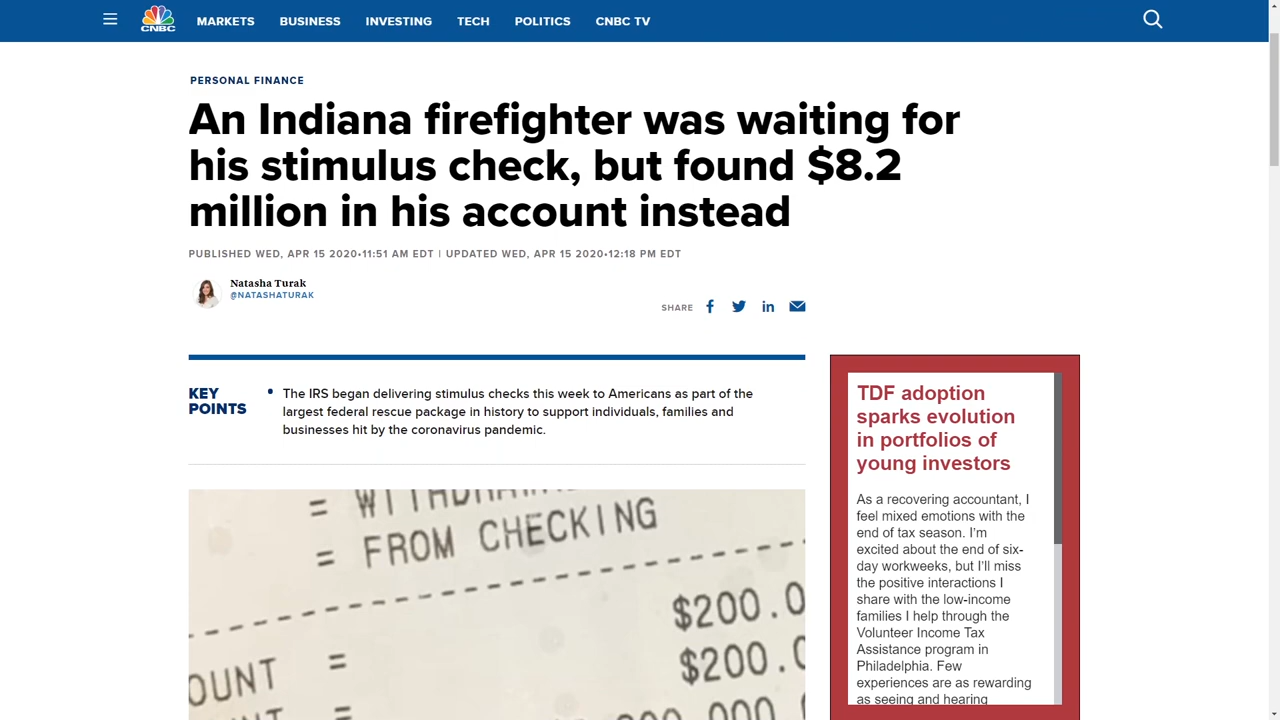 CNBC
MARKETS BUSINESS INVESTING TECH POLITICS CNBC TV
PERSONAL FINANCE
An Indiana firefighter was waiting for
his stimulus check, but found $8.2
million in his account instead
PUBLISHED WED, APR 15 2020•11:51 AM EDT | UPDATED WED, APR 15 2020•12:18 PM EDT
Natasha Turak
@NATASHATURAK
SHARE
KEY
POINTS
• The IRS began delivering stimulus checks this week to Americans as part of the
largest federal rescue package in history to support individuals, families and
businesses hit by the coronavirus pandemic.
=
= FROM CHECKING
$200.0
OUNT = $200.0
=
TDF adoption
sparks evolution
in portfolios of
young investors
As a recovering accountant, I
feel mixed emotions with the
end of tax season. I’m
excited about the end of six-
day workweeks, but I’ll miss
the positive interactions I
share with the low-income
families I help through the
Volunteer Income Tax
Assistance program in
Philadelphia. Few
experiences are as rewarding
as seeing and hearing